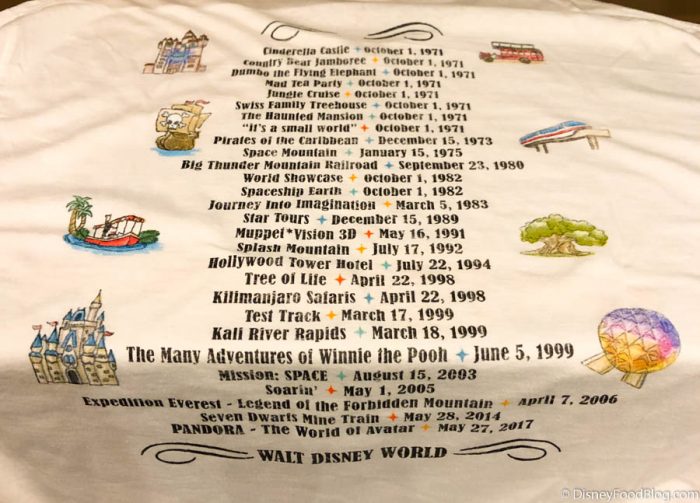 Cinderella Castle ✦ October 1, 1971
Country Bear Jamboree ✦ October 1, 1971
Dumbo the Flying Elephant ✦ October 1, 1971
Mad Tea Party ✦ October 1, 1971
Jungle Cruise ✦ October 1, 1971
Swiss Family Treehouse ✦ October 1, 1971
The Haunted Mansion ✦ October 1, 1971
"it's a small world" ✦ October 1, 1971
Pirates of the Caribbean ✦ December 15, 1973
Space Mountain ✦ January 15, 1975
Big Thunder Mountain Railroad ✦ September 23, 1980
World Showcase ✦ October 1, 1982
Spaceship Earth ✦ October 1, 1982
Journey Into Imagination ✦ March 5, 1983
Star Tours ✦ December 15, 1989
Muppet*Vision 3D ✦ May 16, 1991
Splash Mountain ✦ July 17, 1992
Hollywood Tower Hotel ✦ July 22, 1994
Tree of Life ✦ April 22, 1998
Kilimanjaro Safaris ✦ April 22, 1998
Test Track ✦ March 17, 1999
Kali River Rapids ✦ March 18, 1999
The Many Adventures of Winnie the Pooh ✦ June 5, 1999
Mission: SPACE ✦ August 15, 2003
Soarin' ✦ May 1, 2005
Expedition Everest - Legend of the Forbidden Mountain ✦ April 7, 2006
Seven Dwarfs Mine Train ✦ May 28, 2014
PANDORA - The World of Avatar ✦ May 27, 2017
WALT DISNEY WORLD
© DisneyFoodBlog.com